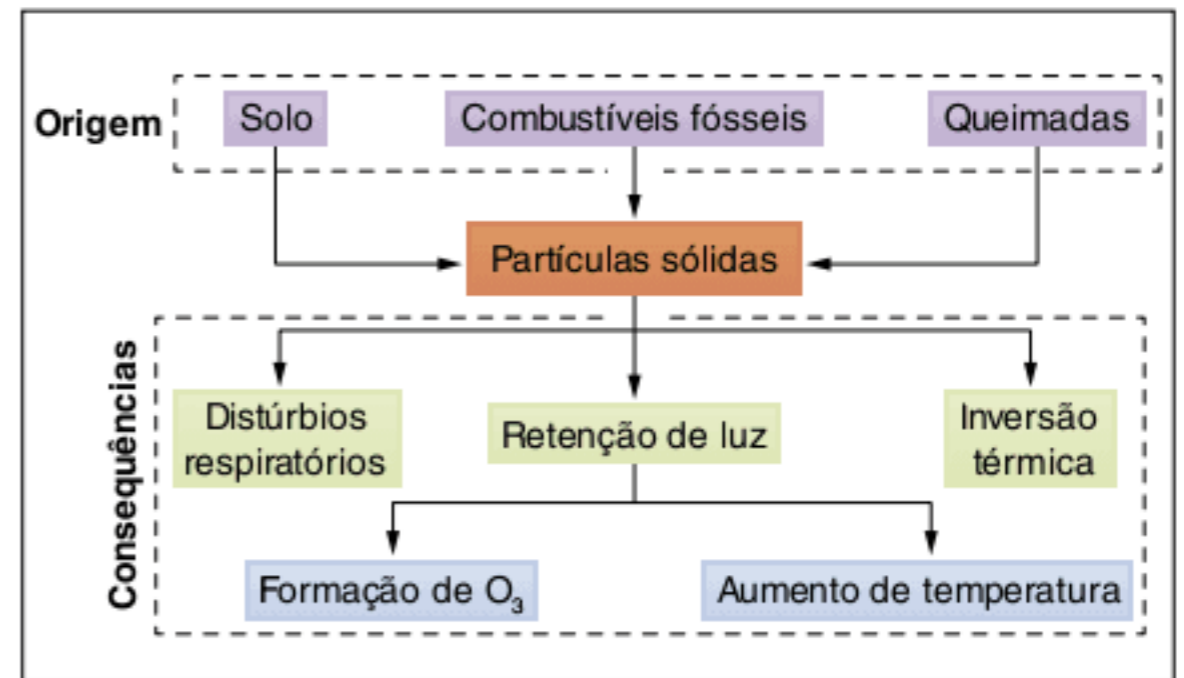 Origem
Solo
Combustíveis fósseis
Queimadas
Partículas sólidas
Consequências
Distúrbios
respiratórios
Retenção de luz
Inversão
térmica
Formação de O₃
Aumento de temperatura